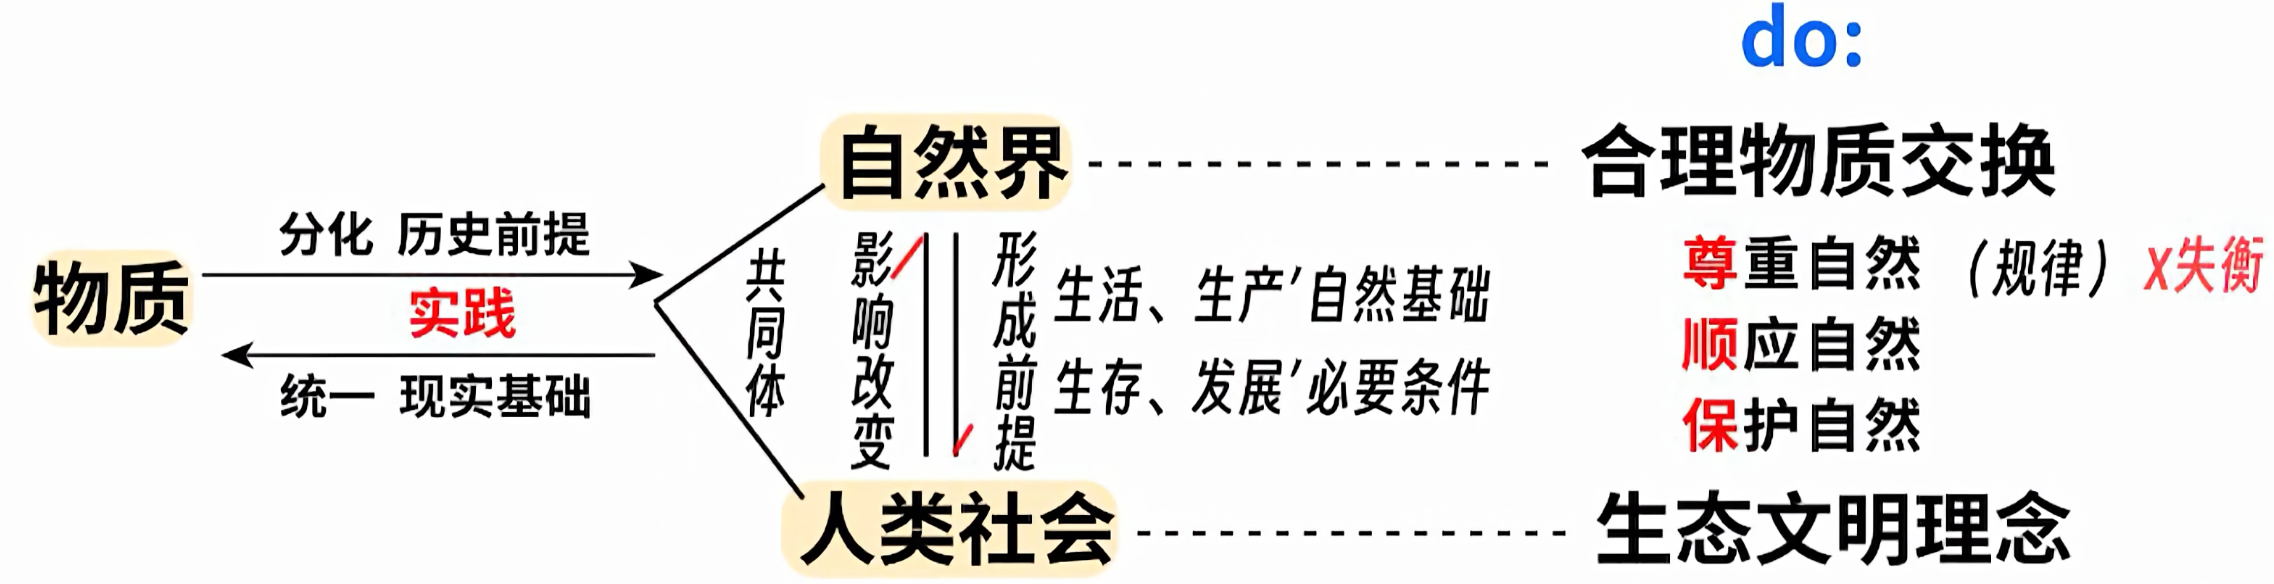 do:
自然界
合理物质交换
分化 历史前提
物质
实践
统一 现实基础
共同体
影响改变
形成前提
生活、生产'自然基础
生存、发展'必要条件
尊重自然 (规律) X失衡
顺应自然
保护自然
人类社会
生态文明理念